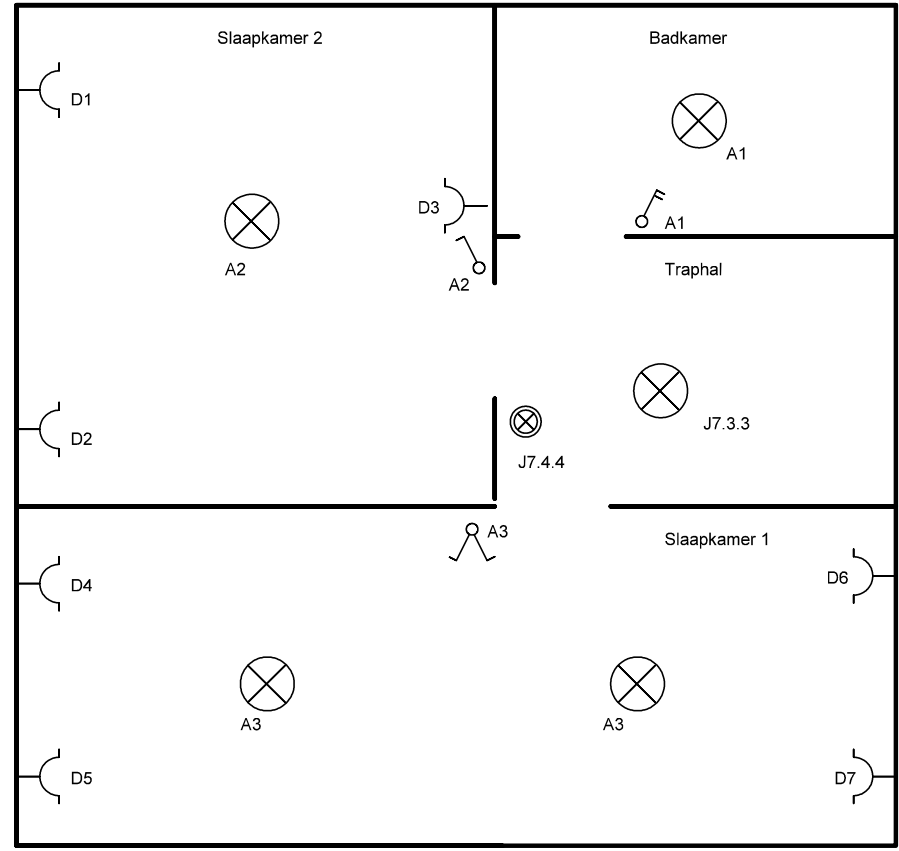 Slaapkamer 2
Badkamer
D1
A1
D3
A1
A2
A2
Traphal
J7.3.3
D2
J7.4.4
A3
Slaapkamer 1
D4
D6
A3
A3
D5
D7